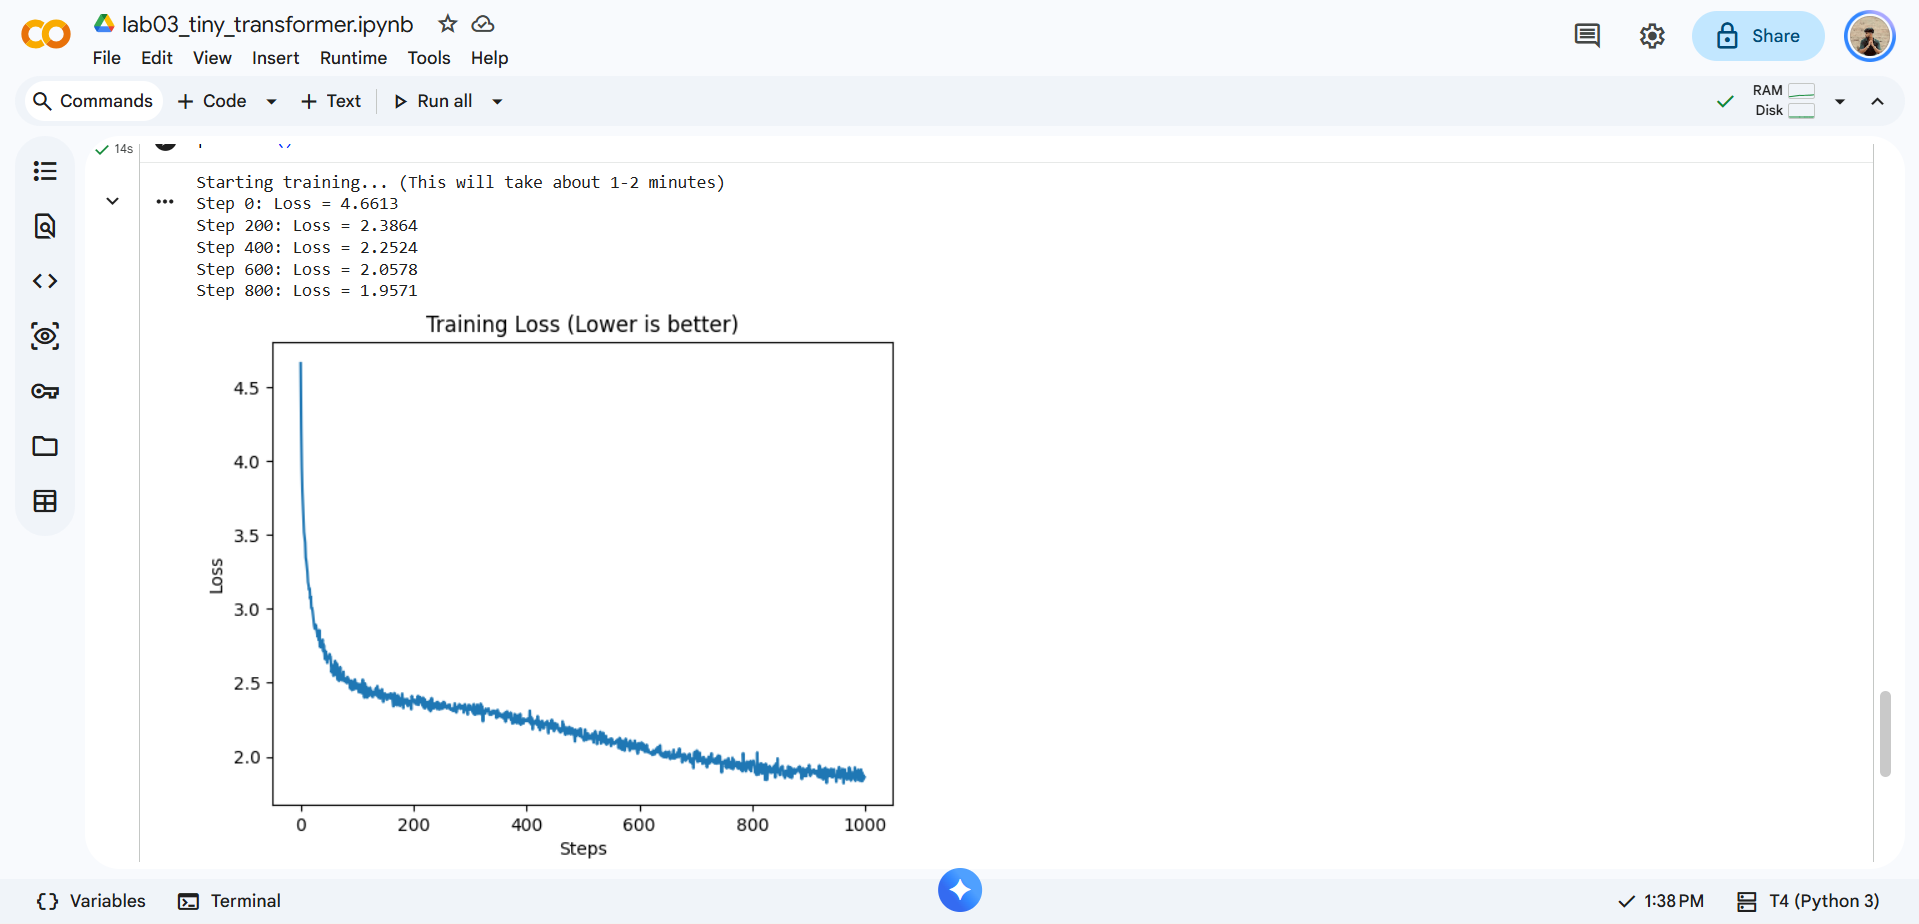 lab03_tiny_transformer.ipynb
File Edit View Insert Runtime Tools Help
Share
Commands + Code + Text Run all
RAM
Disk
14s
Starting training... (This will take about 1-2 minutes)
Step 0: Loss = 4.6613
Step 200: Loss = 2.3864
Step 400: Loss = 2.2524
Step 600: Loss = 2.0578
Step 800: Loss = 1.9571
Training Loss (Lower is better)
4.5
4.0
3.5
3.0
2.5
2.0
Loss
0 200 400 600 800 1000
Steps
Variables Terminal
1:38 PM T4 (Python 3)